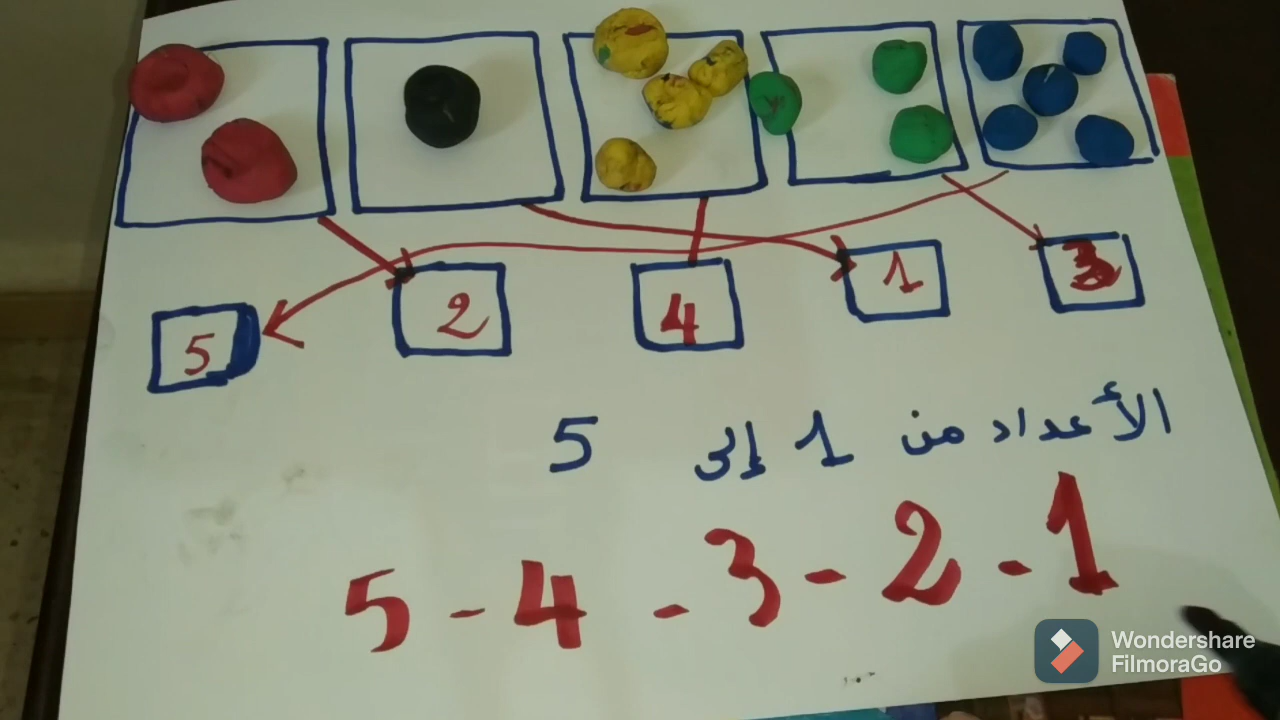 5 2 4 1 3
الأعداد من 1 إلى 5
1 - 2 - 3 - 4 - 5
Wondershare
FilmoraGo